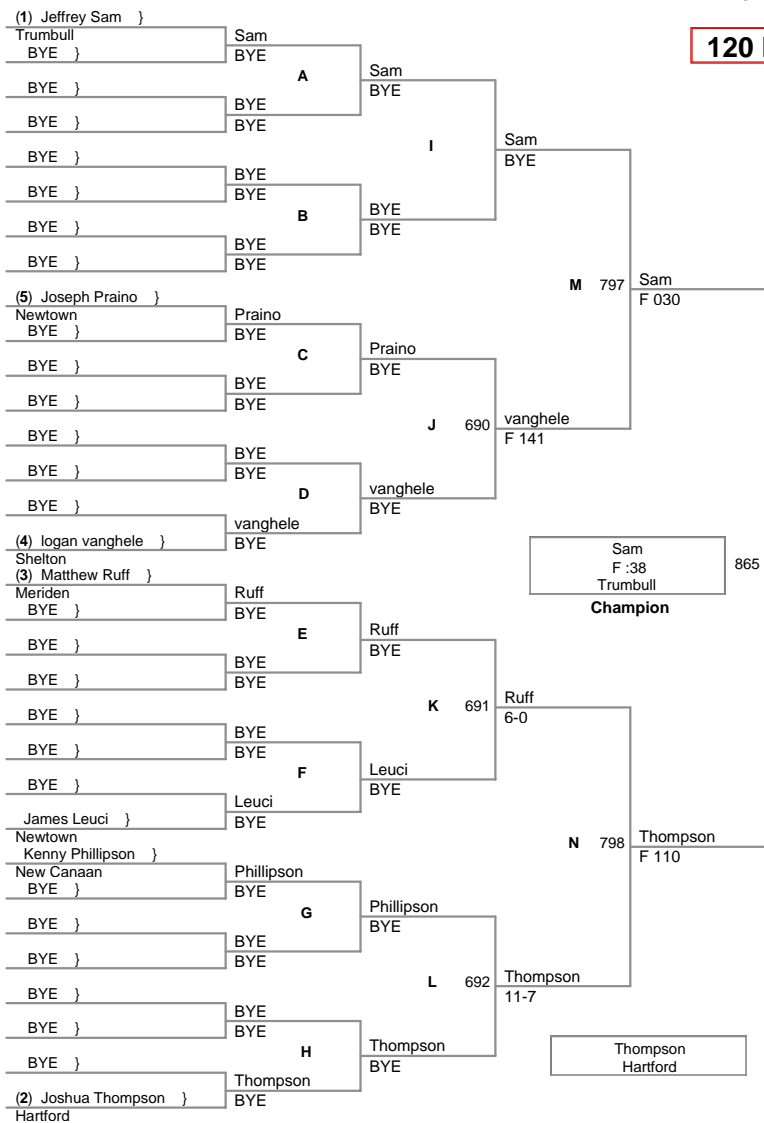 (1) Jeffrey Sam }
Trumbull
BYE }
BYE }
BYE }
BYE }
BYE }
BYE }
BYE }
(5) Joseph Praino }
Newtown
BYE }
BYE }
BYE }
BYE }
BYE }
BYE }
(4) logan vanghele }
Shelton
(3) Matthew Ruff }
Meriden
BYE }
BYE }
BYE }
BYE }
BYE }
BYE }
James Leuci }
Newtown
Kenny Phillipson }
New Canaan
BYE }
BYE }
BYE }
BYE }
BYE }
BYE }
(2) Joshua Thompson }
Hartford
Sam
BYE
A
BYE
BYE
BYE
BYE
B
BYE
BYE
Praino
BYE
C
BYE
BYE
BYE
BYE
D
vanghele
BYE
Ruff
BYE
E
BYE
BYE
BYE
BYE
F
Leuci
BYE
Phillipson
BYE
G
BYE
BYE
BYE
BYE
H
Thompson
BYE
Sam
BYE
I
BYE
BYE
Praino
BYE
J 690
vanghele
BYE
Ruff
BYE
K 691
Leuci
BYE
Phillipson
BYE
L 692
Thompson
BYE
Sam
BYE
M 797
vanghele
F 141
Ruff
6-0
N 798
Thompson
11-7
120
Sam
F 030
Sam
F :38
Trumbull
865
Champion
Thompson
F 110
Thompson
Hartford